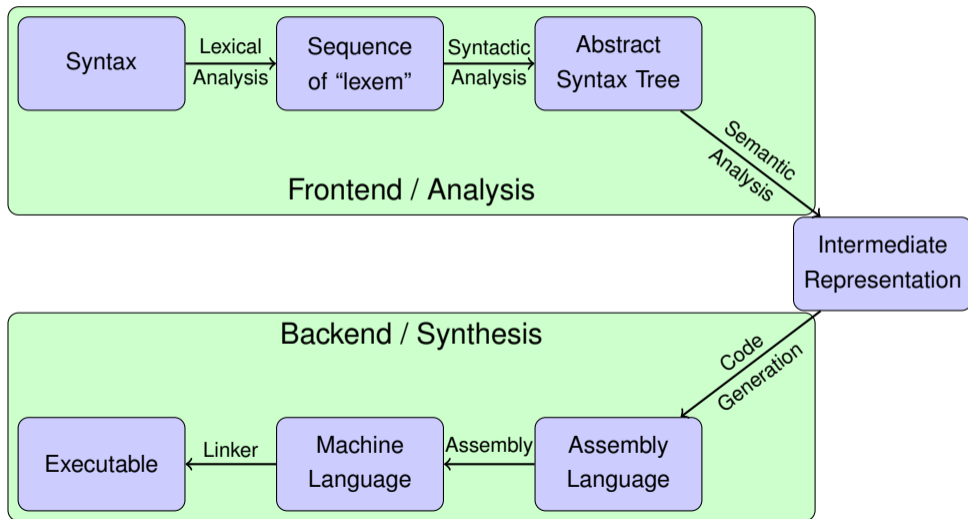 Syntax
Lexical
Analysis
Sequence
of “lexem”
Syntactic
Analysis
Abstract
Syntax Tree
Semantic
Analysis
Frontend / Analysis
Intermediate
Representation
Backend / Synthesis
Code
Generation
Assembly
Language
Assembly
Machine
Language
Linker
Executable